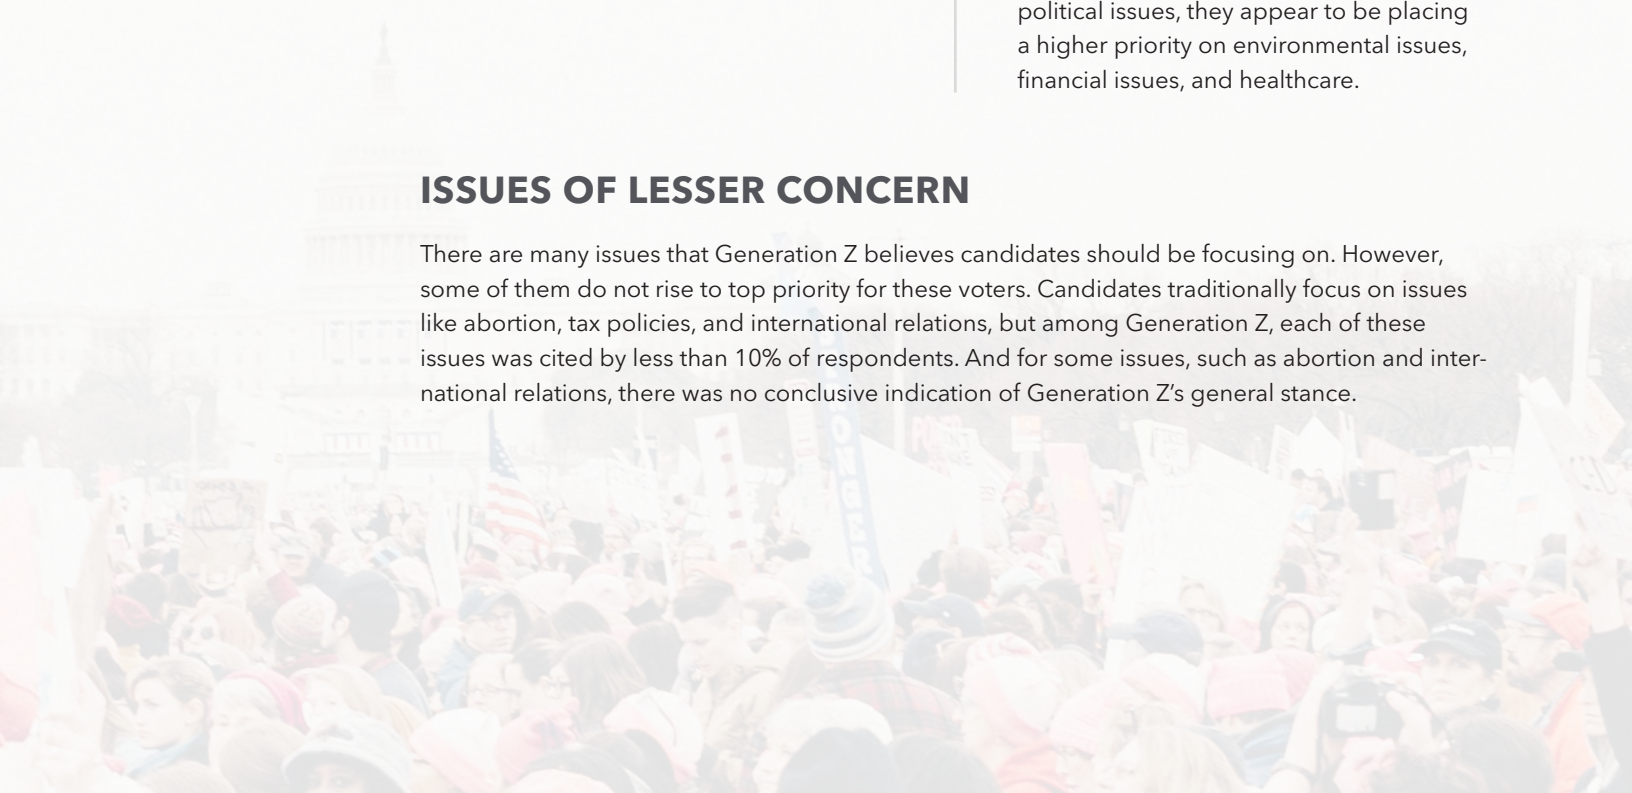 political issues, they appear to be placing
a higher priority on environmental issues,
financial issues, and healthcare.
ISSUES OF LESSER CONCERN
There are many issues that Generation Z believes candidates should be focusing on. However,
some of them do not rise to top priority for these voters. Candidates traditionally focus on issues
like abortion, tax policies, and international relations, but among Generation Z, each of these
issues was cited by less than 10% of respondents. And for some issues, such as abortion and inter-
national relations, there was no conclusive indication of Generation Z’s general stance.